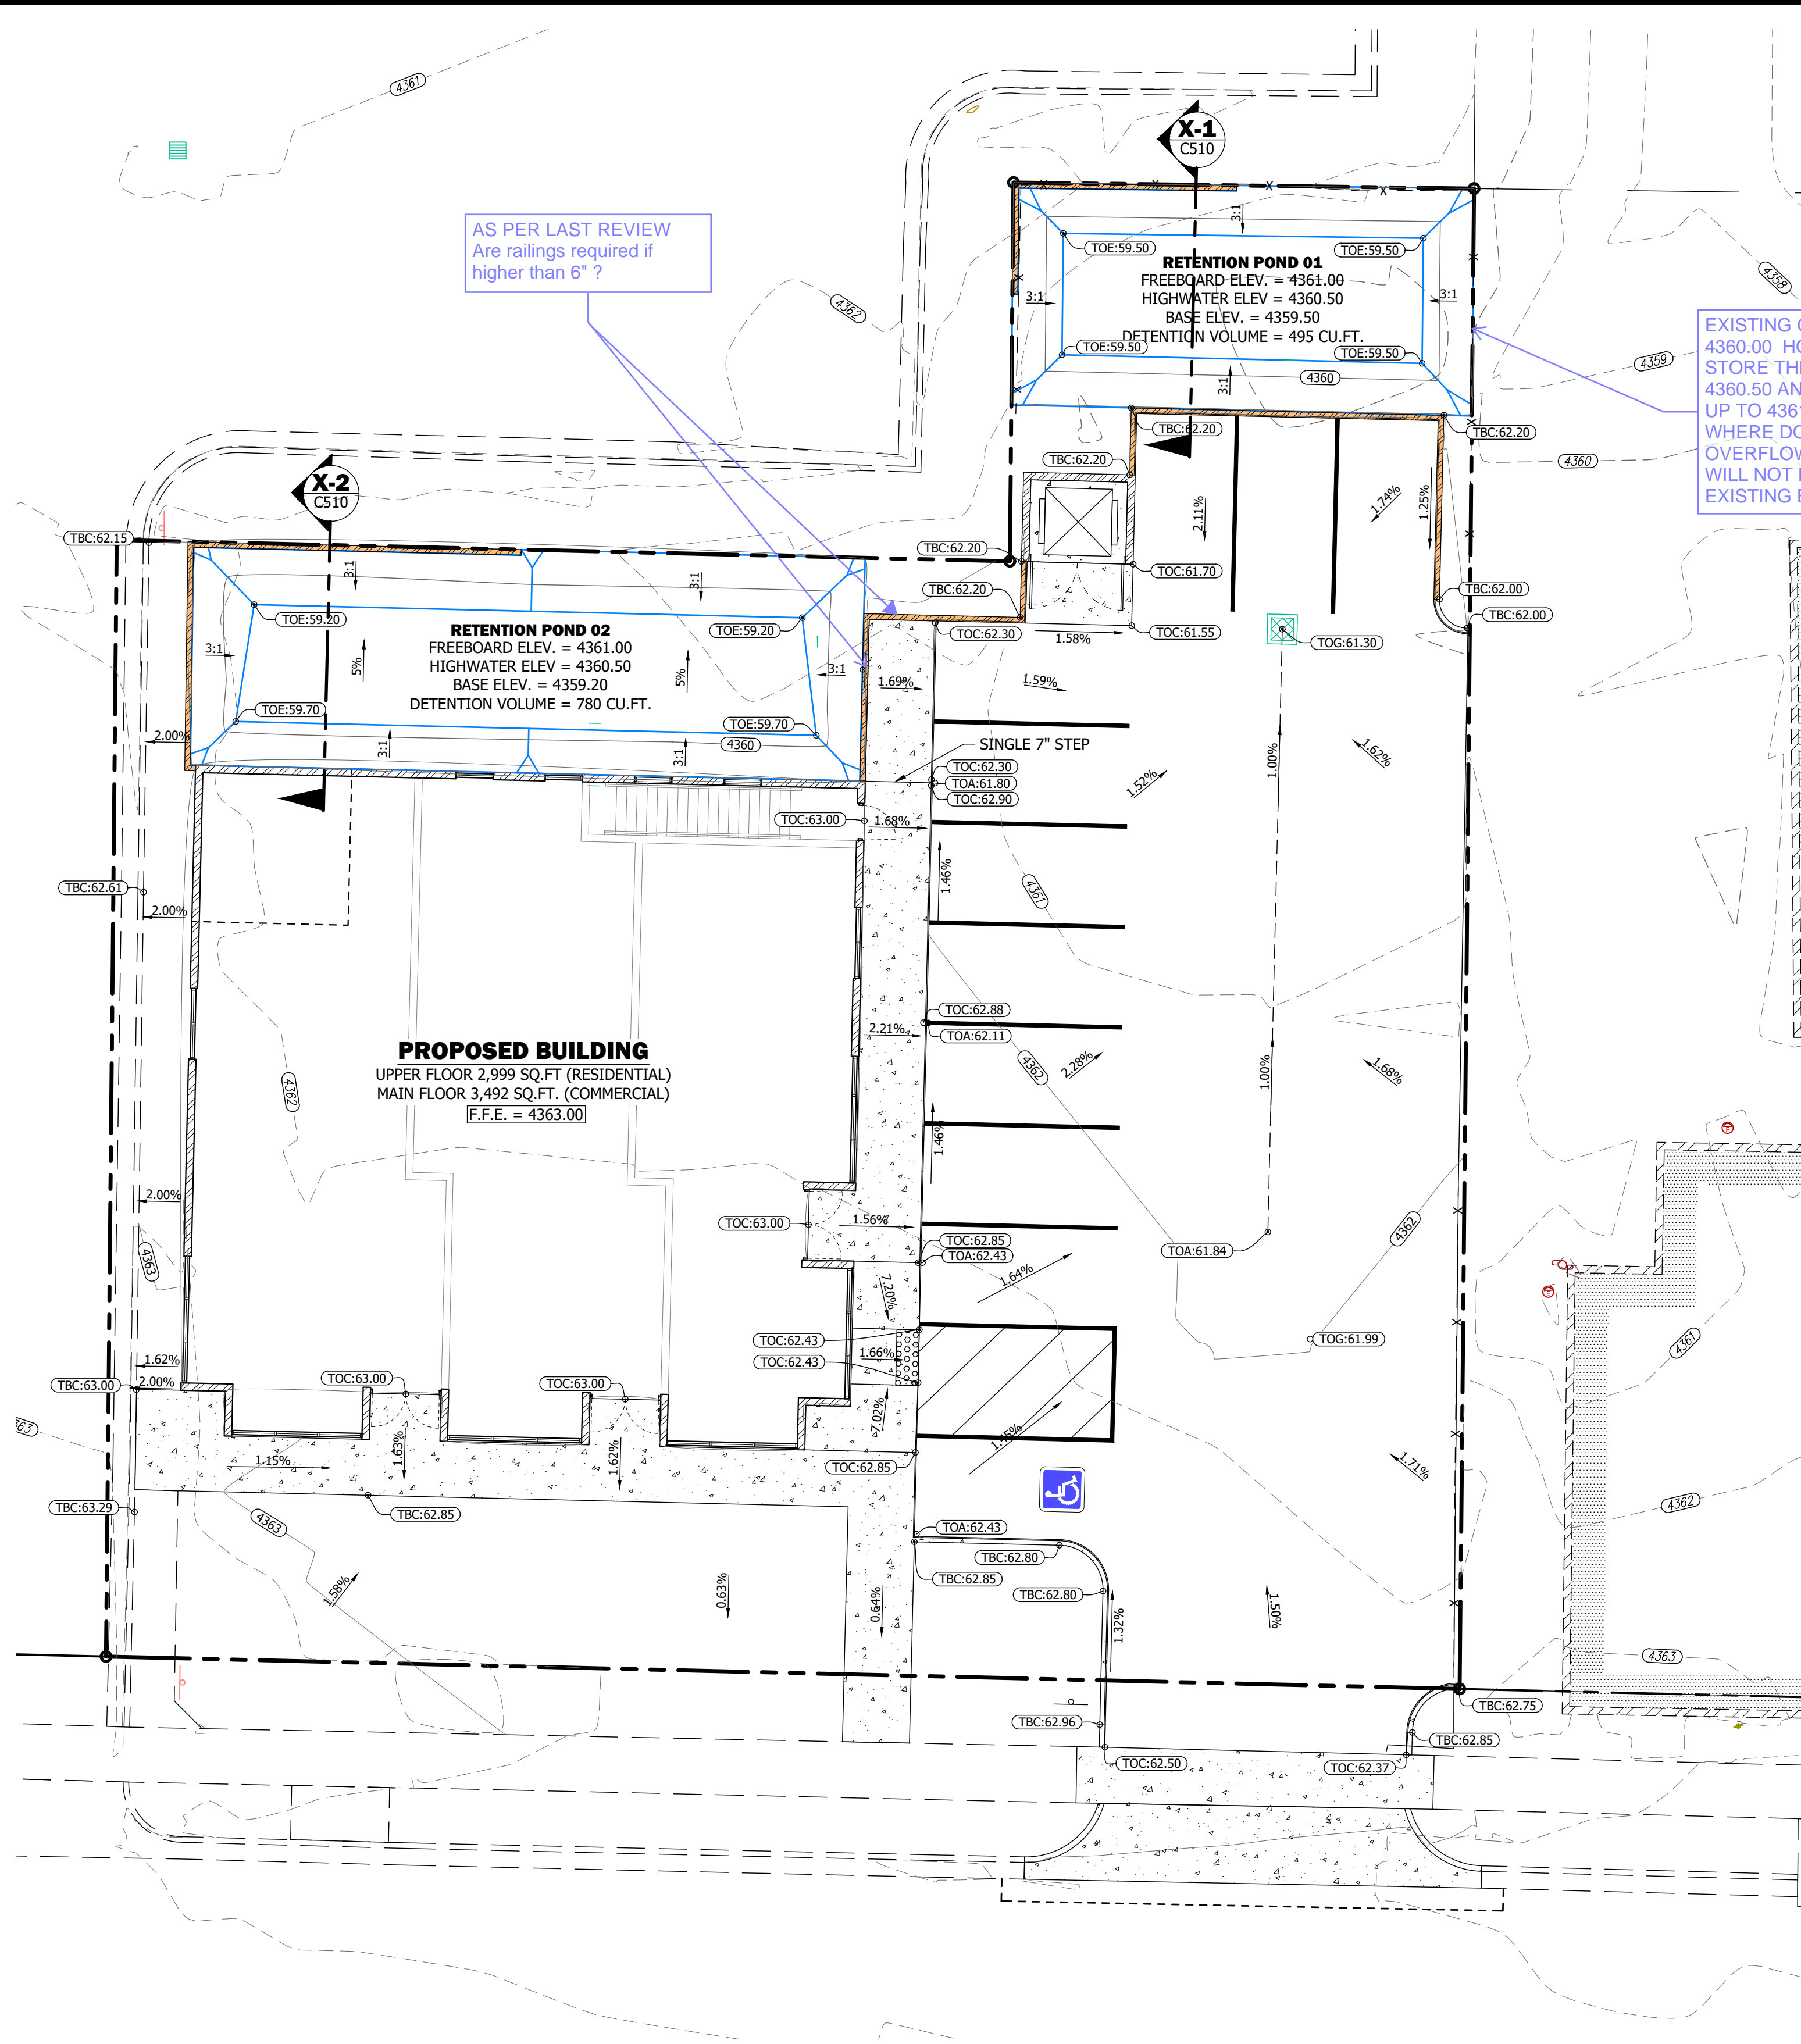 4361
X-1
C510
AS PER LAST REVIEW
Are railings required if
higher than 6" ?
3:1
TOE:59.50
TOE:59.50
RETENTION POND 01
FREEBOARD ELEV. = 4361.00
HIGHWATER ELEV = 4360.50
BASE ELEV. = 4359.50
DETENTION VOLUME = 495 CU.FT.
3:1
3:1
TOE:59.50
TOE:59.50
3:1
4360
4358
4362
4359
EXISTING
4360.00
STORE
4360.50
UP TO
WHERE
WILL NOT
EXISTING
TBC:62.20
TBC:62.20
TBC:62.20
4360
X-2
C510
2.11%
1.74%
1.25%
TBC:62.15
TBC:62.20
TOC:61.70
TBC:62.20
TBC:62.00
TBC:62.00
3:1
3:1
TOE:59.20
TOE:59.20
RETENTION POND 02
FREEBOARD ELEV. = 4361.00
HIGHWATER ELEV = 4360.50
BASE ELEV. = 4359.20
DETENTION VOLUME = 780 CU.FT.
3:1
5%
5%
3:1
TOC:62.30
1.58%
TOC:61.55
TOG:61.30
1.69%
1.59%
TOE:59.70
TOE:59.70
2.00%
3:1
3:1
4360
SINGLE 7" STEP
TOC:62.30
TOA:61.80
TOC:62.90
1.00%
1.62%
1.52%
TOC:63.00
1.68%
1.46%
TBC:62.61
2.00%
4361
TOC:62.88
TOA:62.11
2.21%
4362
2.28%
1.00%
1.68%
PROPOSED BUILDING
UPPER FLOOR 2,999 SQ.FT (RESIDENTIAL)
MAIN FLOOR 3,492 SQ.FT. (COMMERCIAL)
F.F.E. = 4363.00
4362
1.46%
2.00%
TOC:63.00
1.56%
TOC:62.85
TOA:62.43
TOA:61.84
4362
4363
7.20%
1.64%
TOC:62.43
TOC:62.43
1.66%
TOG:61.99
4361
1.62%
2.00%
TBC:63.00
TOC:63.00
TOC:63.00
7.02%
1.45%
1.15%
1.63%
1.62%
TOC:62.85
1.71%
TBC:63.29
TBC:62.85
4363
4362
TOA:62.43
TBC:62.80
TBC:62.85
TBC:62.80
1.58%
0.63%
0.64%
1.32%
1.50%
4363
TBC:62.75
TBC:62.96
TBC:62.85
TOC:62.50
TOC:62.37